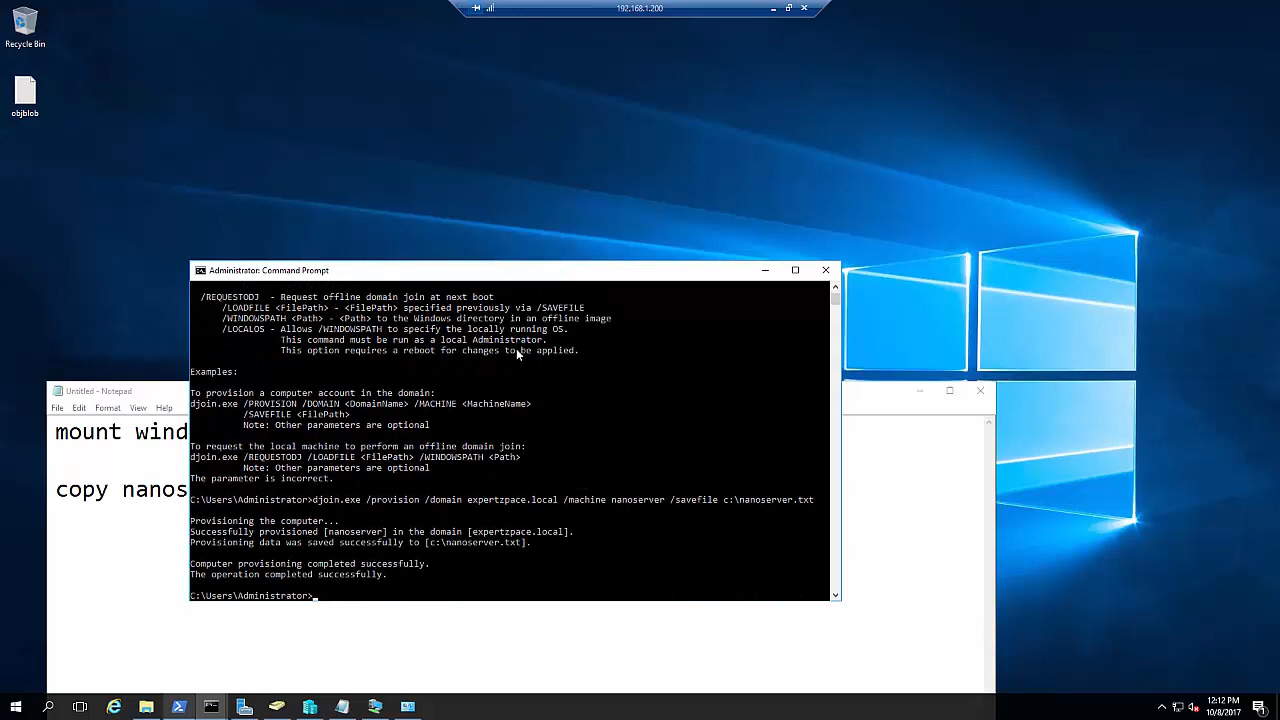 192.168.1.200
Recycle Bin
objblob
Administrator: Command Prompt
/REQUESTODJ - Request offline domain join at next boot
/LOADFILE <FilePath> - <FilePath> specified previously via /SAVEFILE
/WINDOWSPATH <Path> - <Path> to the Windows directory in an offline image
/LOCALOS - Allows /WINDOWSPATH to specify the locally running OS.
This command must be run as a local Administrator.
This option requires a reboot for changes to be applied.
Examples:
To provision a computer account in the domain:
djoin.exe /PROVISION /DOMAIN <DomainName> /MACHINE <MachineName>
/SAVEFILE <FilePath>
Note: Other parameters are optional
To request the local machine to perform an offline domain join:
djoin.exe /REQUESTODJ /LOADFILE <FilePath> /WINDOWSPATH <Path>
Note: Other parameters are optional
The parameter is incorrect.
C:\Users\Administrator>djoin.exe /provision /domain expertzpace.local /machine nanoserver /savefile c:\nanoserver.txt
Provisioning the computer...
Successfully provisioned [nanoserver] in the domain [expertzpace.local].
Provisioning data was saved successfully to [c:\nanoserver.txt].
Computer provisioning completed successfully.
The operation completed successfully.
C:\Users\Administrator>_
Untitled - Notepad
File Edit Format View Help
mount wind
copy nanos
12:12 PM
10/8/2017